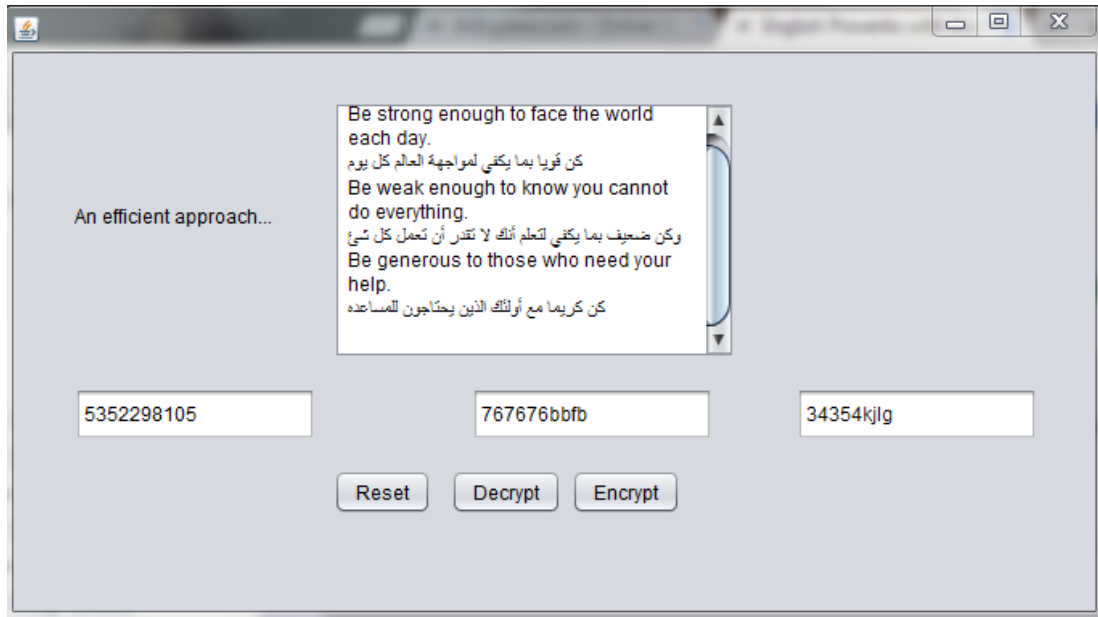 Be strong enough to face the world
each day.
كن قويا بما يكفي لمواجهة العالم كل يوم
Be weak enough to know you cannot
do everything.
وكن ضعيف بما يكفي لتعلم أنك لا تقدر أن تعمل كل شئ
Be generous to those who need your
help.
كن كريما مع أولئك الذين يحتاجون للمساعده
An efficient approach...
5352298105
767676bbfb
34354kjlg
Reset
Decrypt
Encrypt